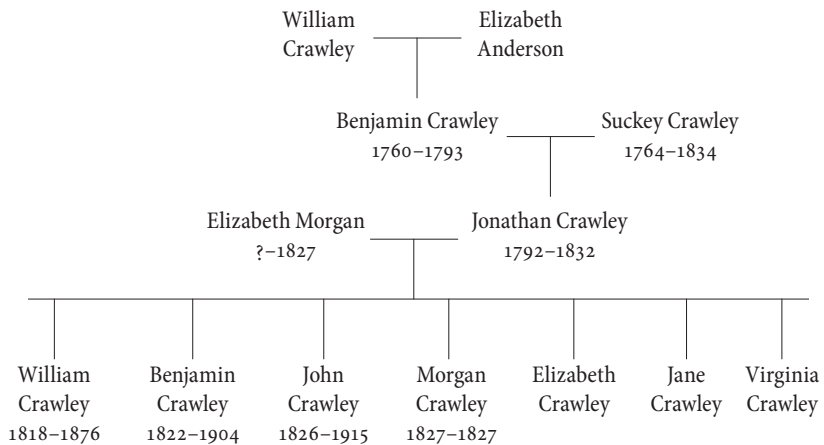 William Elizabeth
Crawley Anderson
Benjamin Crawley Suckey Crawley
1760–1793 1764–1834
Elizabeth Morgan Jonathan Crawley
?–1827 1792–1832
William Benjamin John Morgan Elizabeth Jane Virginia
Crawley Crawley Crawley Crawley Crawley Crawley Crawley
1818–1876 1822–1904 1826–1915 1827–1827